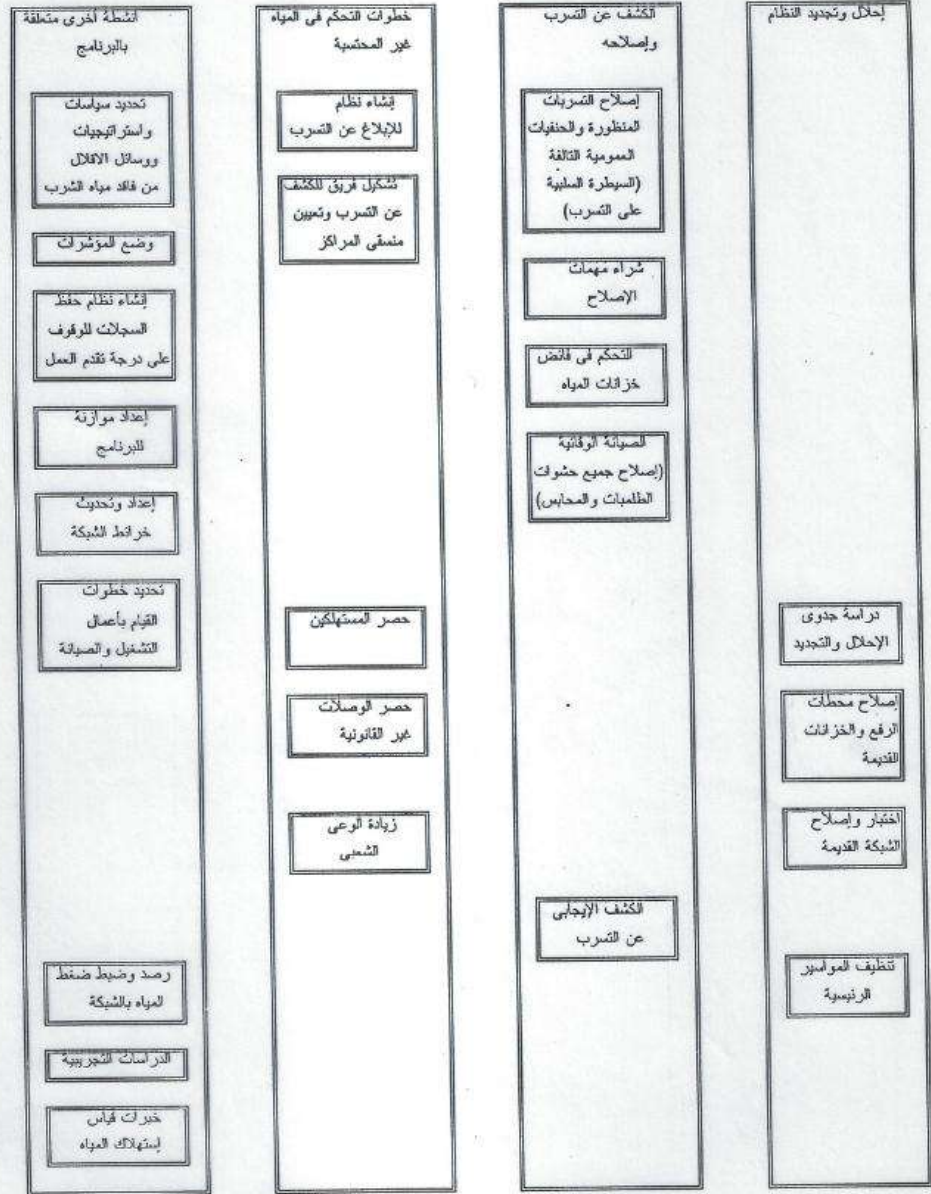 إحلال وتجديد النظام
دراسة جدوى
الإحلال والتجديد
إصلاح محطات
الرفع والخزانات
القديمة
اختبار وإصلاح
الشبكة القديمة
تنظيف المواسير
الرئيسية
الكشف عن التسرب
وإصلاحه
إصلاح التسربات
المنظورة والحنفيات
العمومية التالفة
(السيطرة السلبية
على التسرب)
شراء مهمات
الإصلاح
التحكم فى فائض
خزانات المياه
الصيانة الوقائية
(إصلاح جميع حشوات
الطلمبات والمحابس)
الكشف الإيجابى
عن التسرب
خطوات التحكم فى المياه
غير المحتسبة
إنشاء نظام
للإبلاغ عن التسرب
تشكيل فريق للكشف
عن التسرب وتعيين
منسقى المراكز
حصر المستهلكين
حصر الوصلات
غير القانونية
زيادة الوعى
الشعبى
أنشطة أخرى متعلقة
بالبرنامج
تحديد سياسات
واستراتيجيات
ووسائل الاقلال
من فاقد مياه الشرب
وضع المؤشرات
إنشاء نظام حفظ
السجلات للوقوف
على درجة تقدم العمل
إعداد موازنة
للبرنامج
إعداد وتحديث
خرائط الشبكة
تحديد خطوات
القيام بأعمال
التشغيل والصيانة
رصد وضبط ضغط
المياه بالشبكة
الدراسات التجريبية
خبرات قياس
إستهلاك المياه